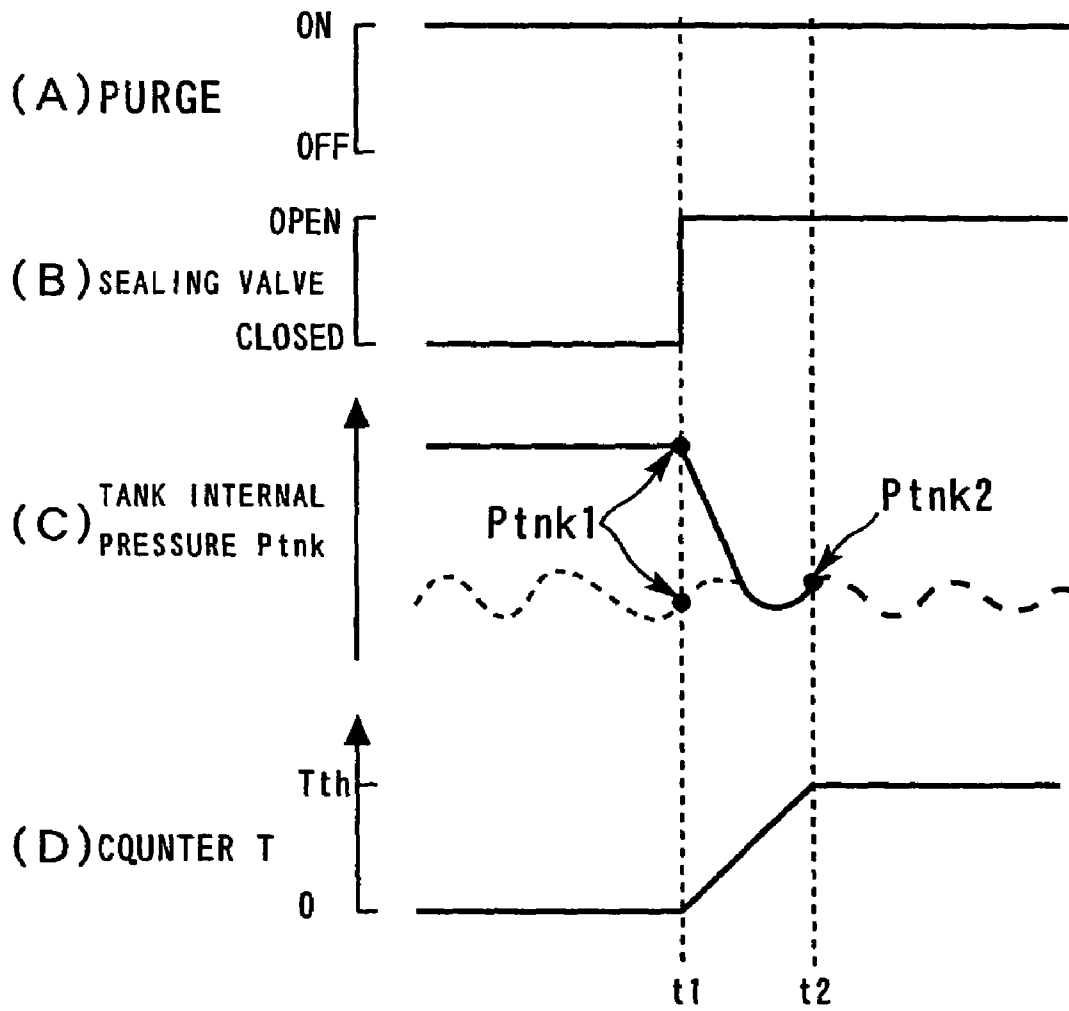 ON
(A) PURGE
OFF
OPEN
(B) SEALING VALVE
CLOSED
(C) TANK INTERNAL
PRESSURE Ptnk
Ptnk1
Ptnk2
Tth
(D) CQUNTER T
0
t1
t2